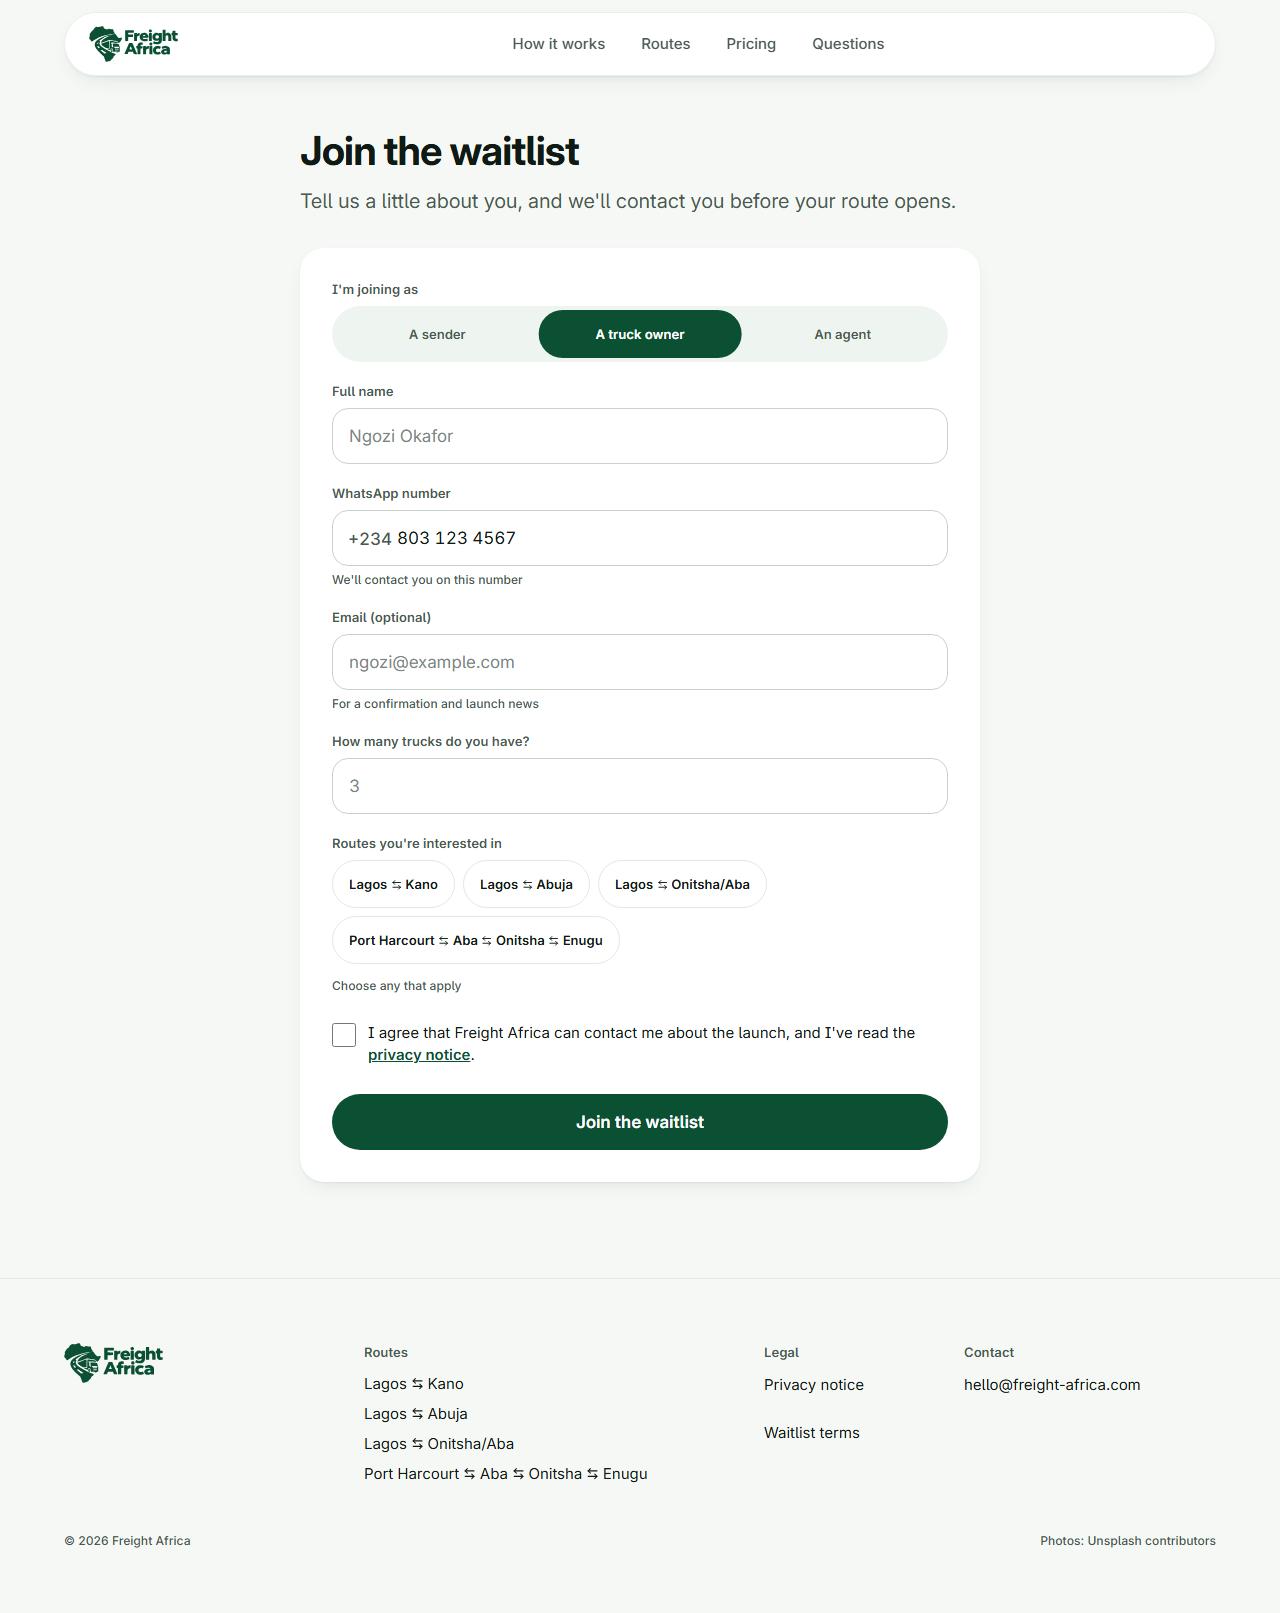 Freight Africa
How it works
Routes
Pricing
Questions
Join the waitlist
Tell us a little about you, and we'll contact you before your route opens.
I'm joining as
A sender
A truck owner
An agent
Full name
Ngozi Okafor
WhatsApp number
+234 803 123 4567
We'll contact you on this number
Email (optional)
ngozi@example.com
For a confirmation and launch news
How many trucks do you have?
3
Routes you're interested in
Lagos ⇆ Kano
Lagos ⇆ Abuja
Lagos ⇆ Onitsha/Aba
Port Harcourt ⇆ Aba ⇆ Onitsha ⇆ Enugu
Choose any that apply
I agree that Freight Africa can contact me about the launch, and I've read the
privacy notice.
Join the waitlist
Freight Africa
Routes
Lagos ⇆ Kano
Lagos ⇆ Abuja
Lagos ⇆ Onitsha/Aba
Port Harcourt ⇆ Aba ⇆ Onitsha ⇆ Enugu
Legal
Privacy notice
Waitlist terms
Contact
hello@freight-africa.com
© 2026 Freight Africa
Photos: Unsplash contributors